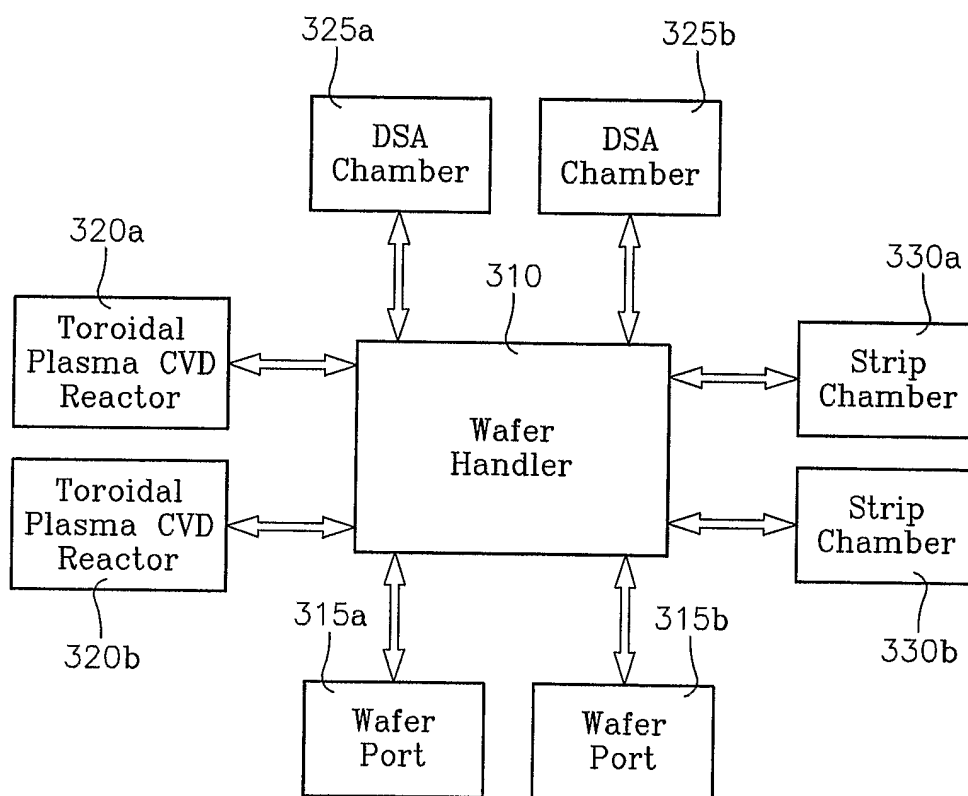 325a
325b
DSA
Chamber
DSA
Chamber
320a
310
330a
Toroidal
Plasma CVD
Reactor
Strip
Chamber
Wafer
Handler
Toroidal
Plasma CVD
Reactor
Strip
Chamber
315a
315b
320b
330b
Wafer
Port
Wafer
Port